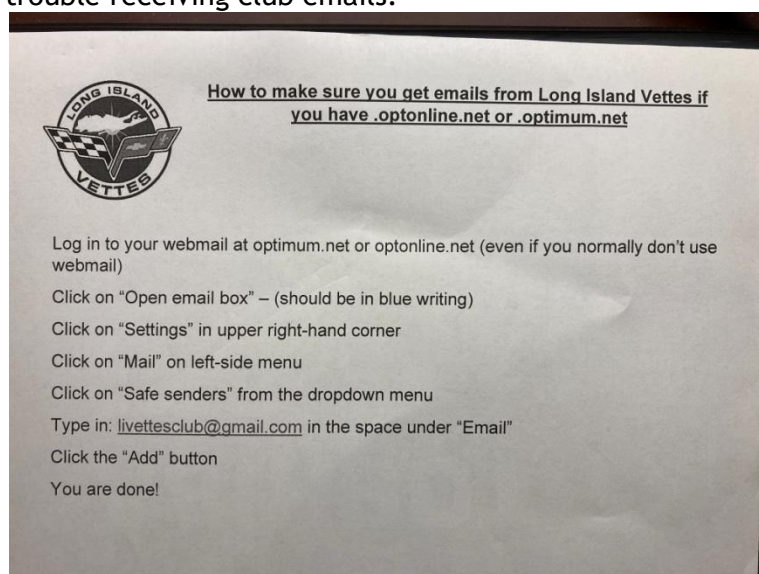 trouble receiving club emails.
LONG ISLAND
VETTES
How to make sure you get emails from Long Island Vettes if
you have .optonline.net or .optimum.net
Log in to your webmail at optimum.net or optonline.net (even if you normally don't use
webmail)
Click on "Open email box" – (should be in blue writing)
Click on "Settings" in upper right-hand corner
Click on "Mail" on left-side menu
Click on "Safe senders" from the dropdown menu
Type in: livettesclub@gmail.com in the space under "Email"
Click the "Add" button
You are done!